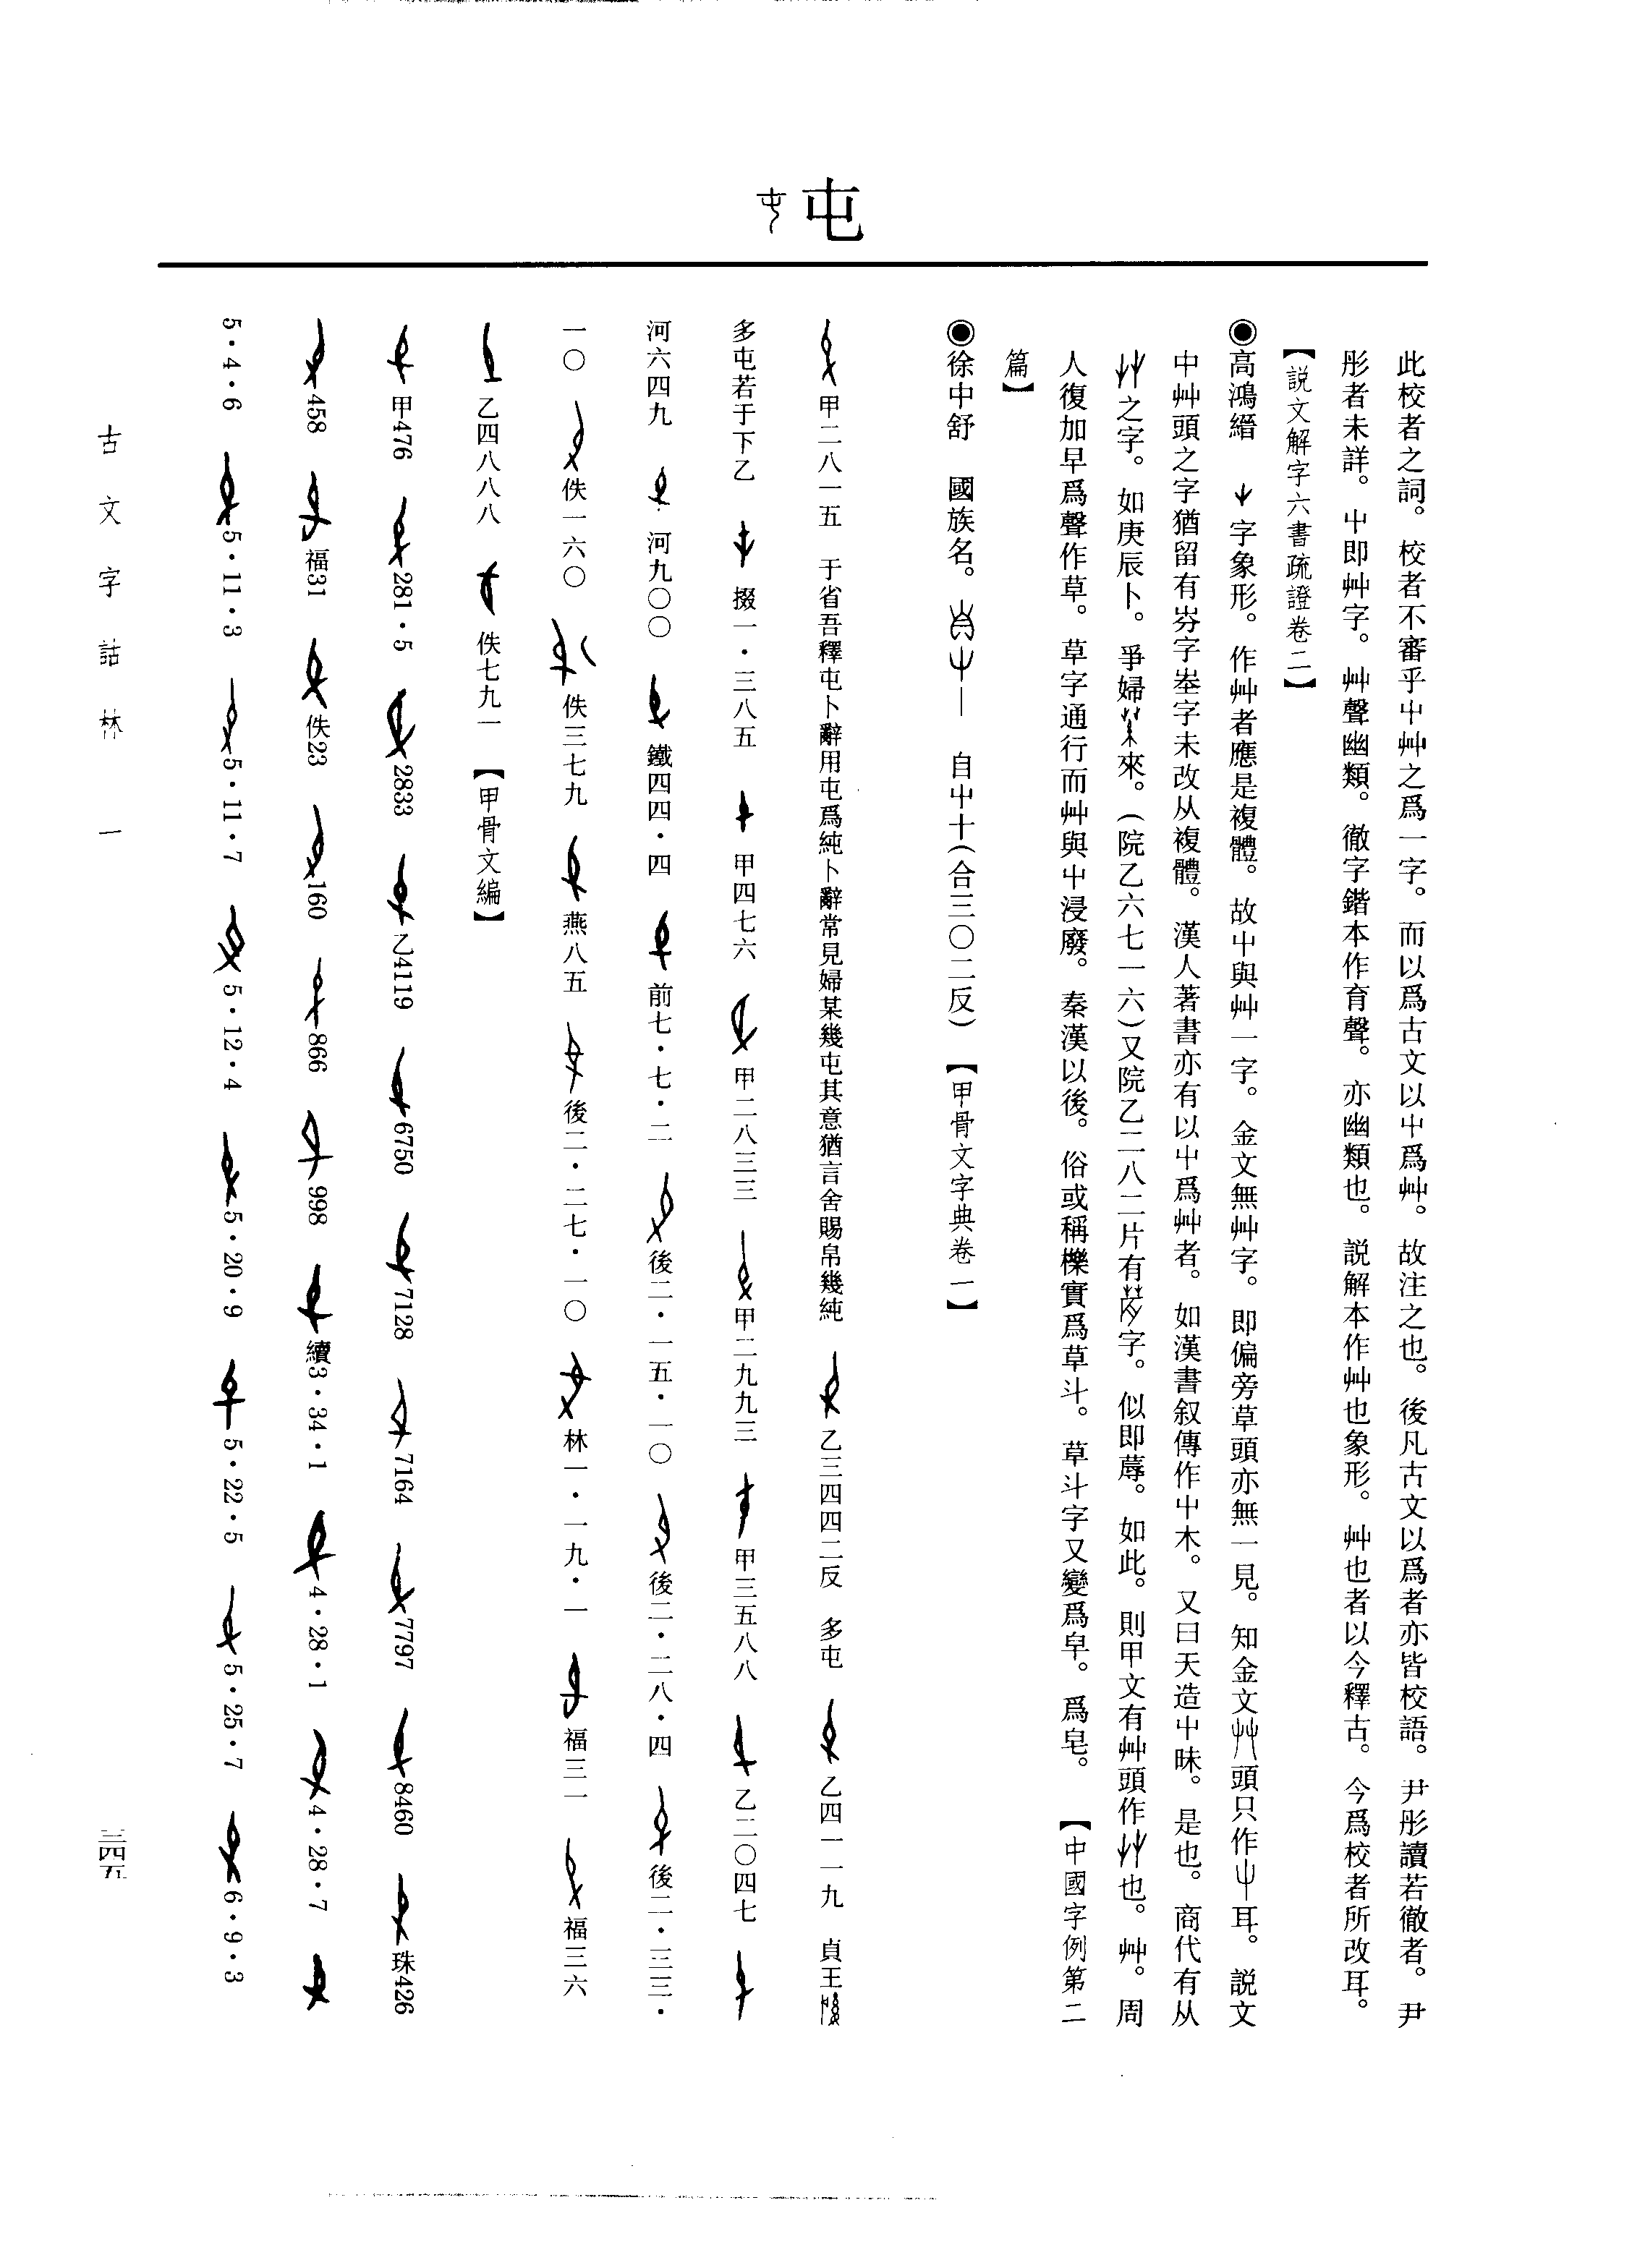 屯
此校者之詞。校者不審乎屮艸之爲一字。而以爲古文以屮爲艸。故注之也。後凡古文以爲者亦皆校語。尹彤讀若徹者。尹
彤者未詳。屮即艸字。艸聲幽類。徹字鍇本作育聲。亦幽類也。説解本作艸也象形。艸也者以今釋古。今爲校者所改耳。
【説文解字六書疏證卷二】
◉高鴻縉　字象形。作艸者應是複體。故屮與艸一字。金文無艸字。即偏旁草頭亦無一見。知金文頭只作耳。説文
中艸頭之字猶留有芬字峚字未改从複體。漢人著書亦有以屮爲艸者。如漢書叙傳作屮木。又曰天造屮昧。是也。商代有从
之字。如庚辰卜。爭婦來。(院乙六七一六)又院乙二八二片有字。似即蓐。如此。則甲文有艸頭作也。艸。周
人復加早爲聲作草。草字通行而艸與屮浸廢。秦漢以後。俗或稱櫟實爲草斗。草斗字又變爲皁。爲皂。【中國字例第二
篇】
◉徐中舒　國族名。　自屮十(合三〇二反)【甲骨文字典卷一】
甲二八一五　于省吾釋屯卜辭用屯爲純卜辭常見婦某幾屯其意猶言舍賜帛幾純　乙三四四二反　多屯　乙四一一九　貞王
多屯若于下乙　掇一·三八五　甲四七六　甲二八三三　甲二九九三　甲三五八八　乙二〇四七
河六四九　河九〇〇　鐵四四·四　前七·七·二　後二·一五·一〇　後二·二八·四　後二·三三·
一〇　佚一六〇　佚三七九　燕八五　後二·二七·一〇　林一·一九·一　福三一　福三六
乙四八八八　佚七九一　【甲骨文編】
甲476　281·5　2833　乙4119　6750　7128　7164　7797　8460　珠426
458　福31　佚23　160　866　998　續3·34·1　4·28·1　4·28·7
5·4·6　5·11·3　5·11·7　5·12·4　5·20·9　5·22·5　5·25·7　6·9·3
古文字詁林　一
三四五